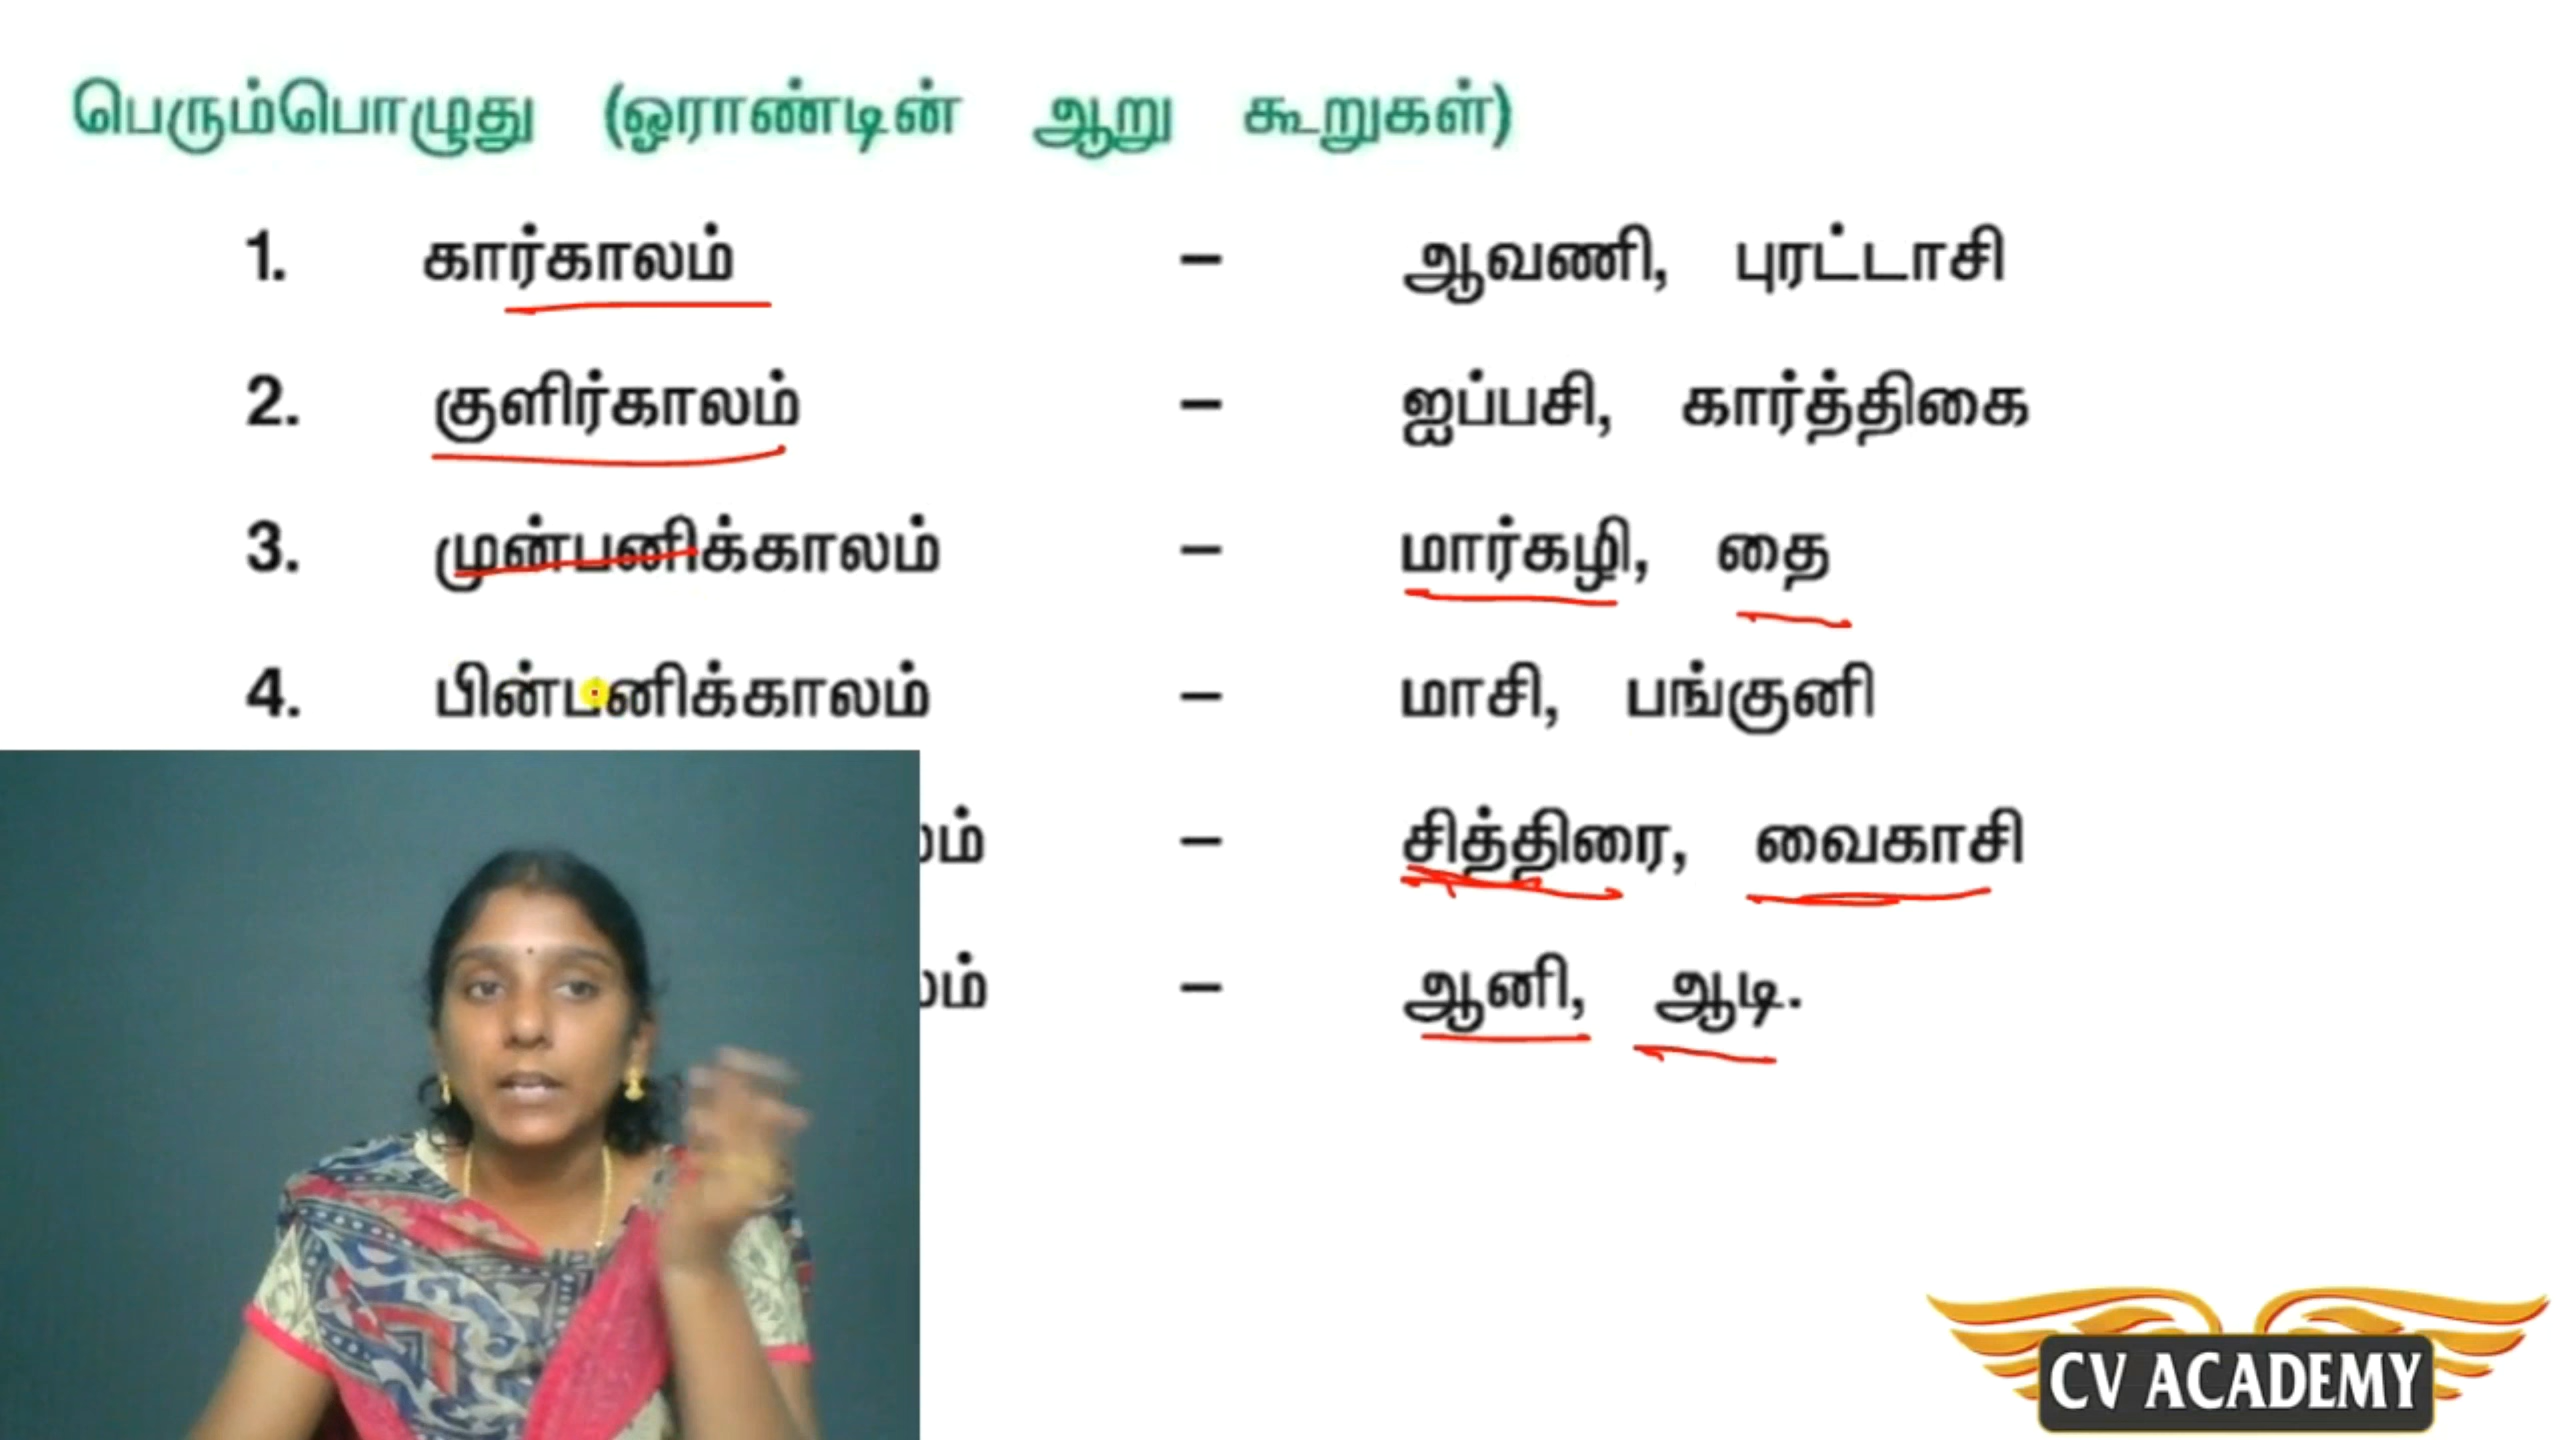 பெரும்பொழுது (ஓராண்டின் ஆறு கூறுகள்)
1. கார்காலம் – ஆவணி, புரட்டாசி
2. குளிர்காலம் – ஐப்பசி, கார்த்திகை
3. முன்பனிக்காலம் – மார்கழி, தை
4. பின்பனிக்காலம் – மாசி, பங்குனி
– சித்திரை, வைகாசி
– ஆனி, ஆடி.
CV ACADEMY